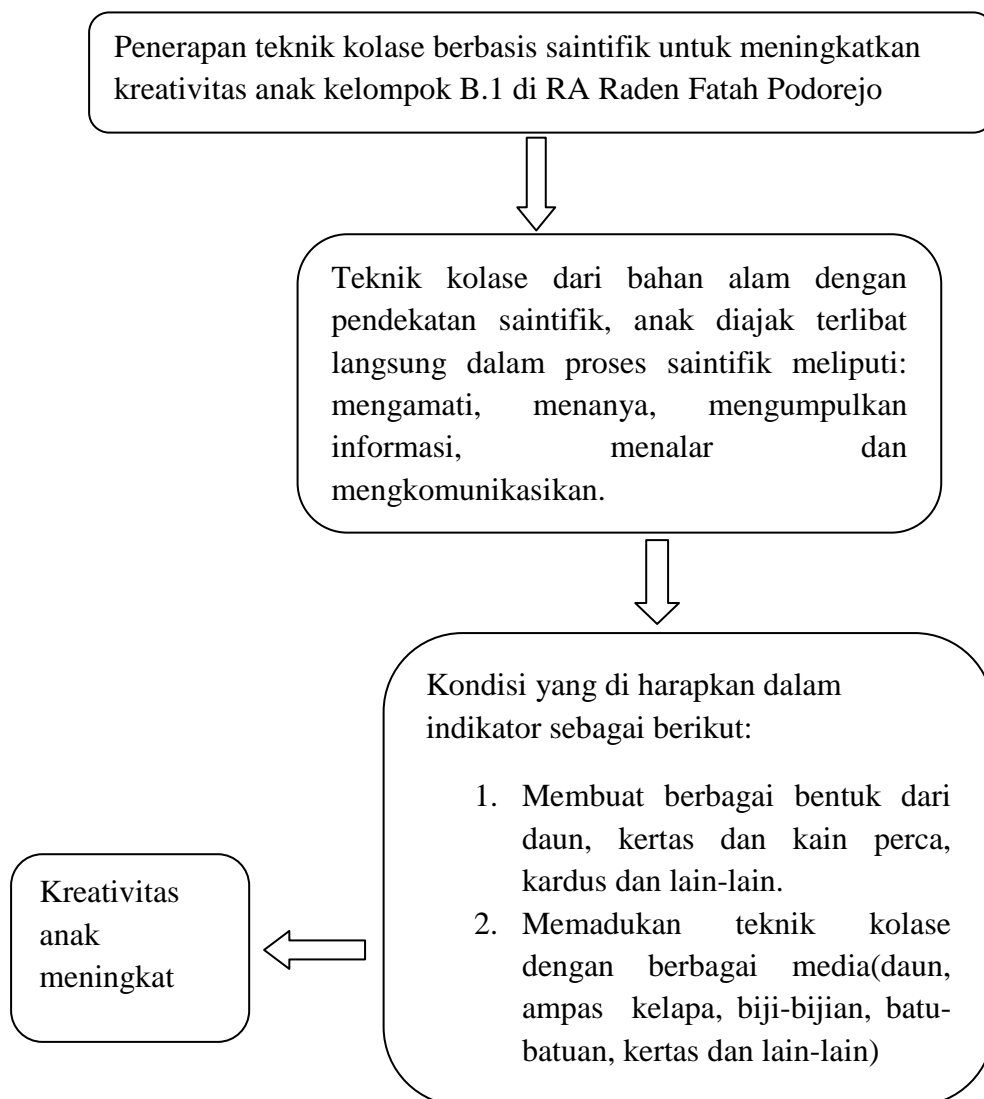 Penerapan teknik kolase berbasis saintifik untuk meningkatkan
kreativitas anak kelompok B.1 di RA Raden Fatah Podorejo
Teknik kolase dari bahan alam dengan
pendekatan saintifik, anak diajak terlibat
langsung dalam proses saintifik meliputi:
mengamati, menanya, mengumpulkan
informasi, menalar dan
mengkomunikasikan.
Kondisi yang di harapkan dalam
indikator sebagai berikut:
1. Membuat berbagai bentuk dari
daun, kertas dan kain perca,
kardus dan lain-lain.
2. Memadukan teknik kolase
dengan berbagai media(daun,
ampas kelapa, biji-bijian, batu-
batuan, kertas dan lain-lain)
Kreativitas
anak
meningkat